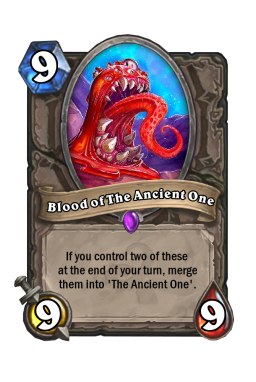 9
Blood of The Ancient One
If you control two of these
at the end of your turn, merge
them into 'The Ancient One'.
9 9